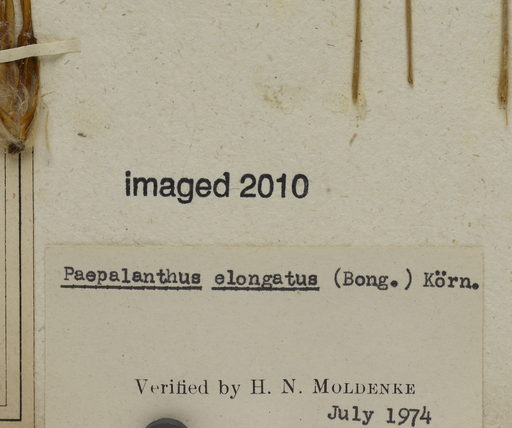 imaged 2010
Paepalanthus elongatus (Bong.) Körn.
Verified by H. N. MOLDENKE
July 1974